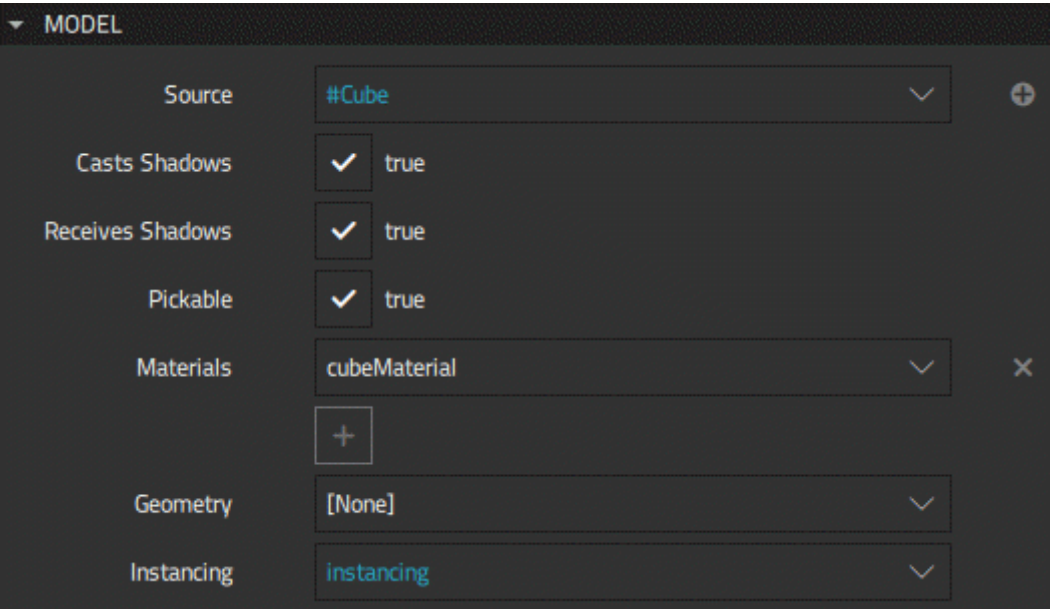 MODEL
Source #Cube
Casts Shadows true
Receives Shadows true
Pickable true
Materials cubeMaterial
Geometry [None]
Instancing instancing